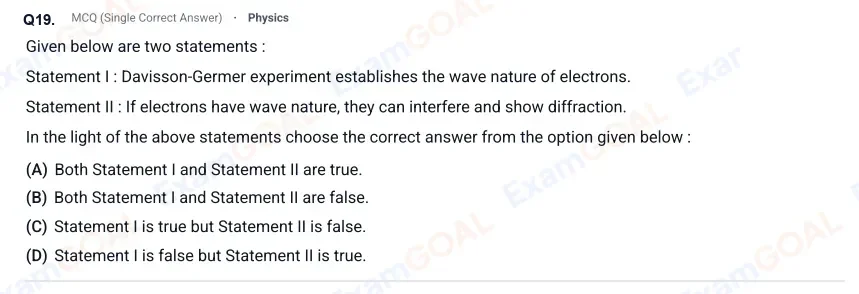 Q19. MCQ (Single Correct Answer) · Physics
Given below are two statements :
Statement I : Davisson-Germer experiment establishes the wave nature of electrons.
Statement II : If electrons have wave nature, they can interfere and show diffraction.
In the light of the above statements choose the correct answer from the option given below :
(A) Both Statement I and Statement II are true.
(B) Both Statement I and Statement II are false.
(C) Statement I is true but Statement II is false.
(D) Statement I is false but Statement II is true.
ExamGOAL